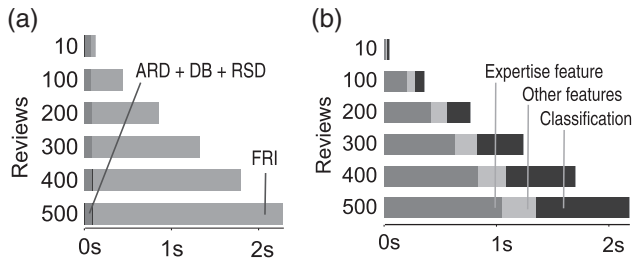 (a)
Reviews
10
100
200
300
400
500
ARD + DB + RSD
FRI
0s
1s
2s
(b)
Reviews
10
100
200
300
400
500
Expertise feature
Other features
Classification
0s
1s
2s